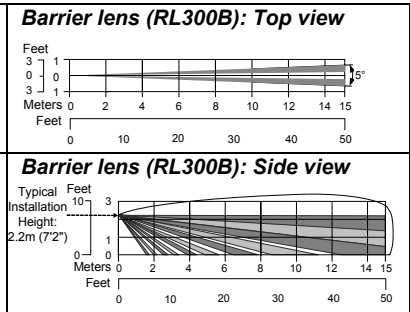 Barrier lens (RL300B): Top view
Feet
3 1
0 0
3 1
5°
Meters 0 2 4 6 8 10 12 14 15
Feet
0 10 20 30 40 50
Barrier lens (RL300B): Side view
Typical Feet
Installation 10 3
Height:
2.2m (7'2")
1
0 0
Meters 0 2 4 6 8 10 12 14 15
Feet
0 10 20 30 40 50